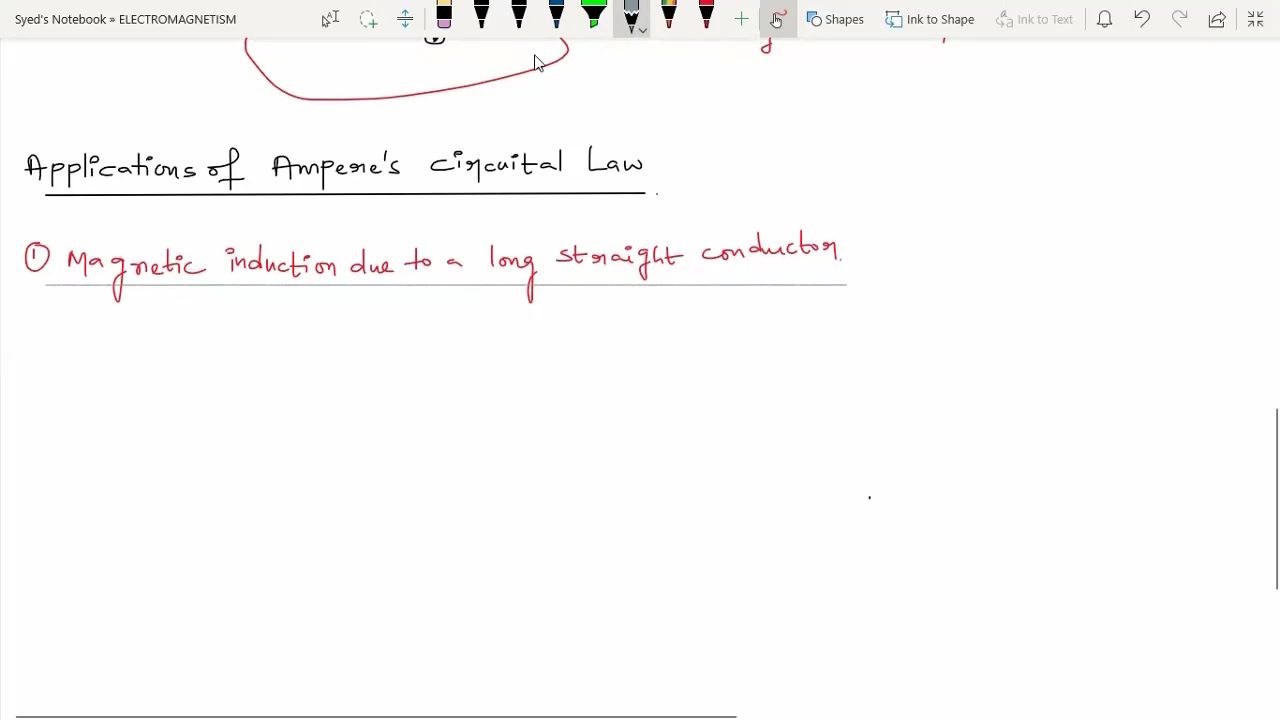 Syed's Notebook » ELECTROMAGNETISM
Shapes
Ink to Shape
Ink to Text
Applications of Ampere's Circuital Law
① Magnetic induction due to a long straight conductor.